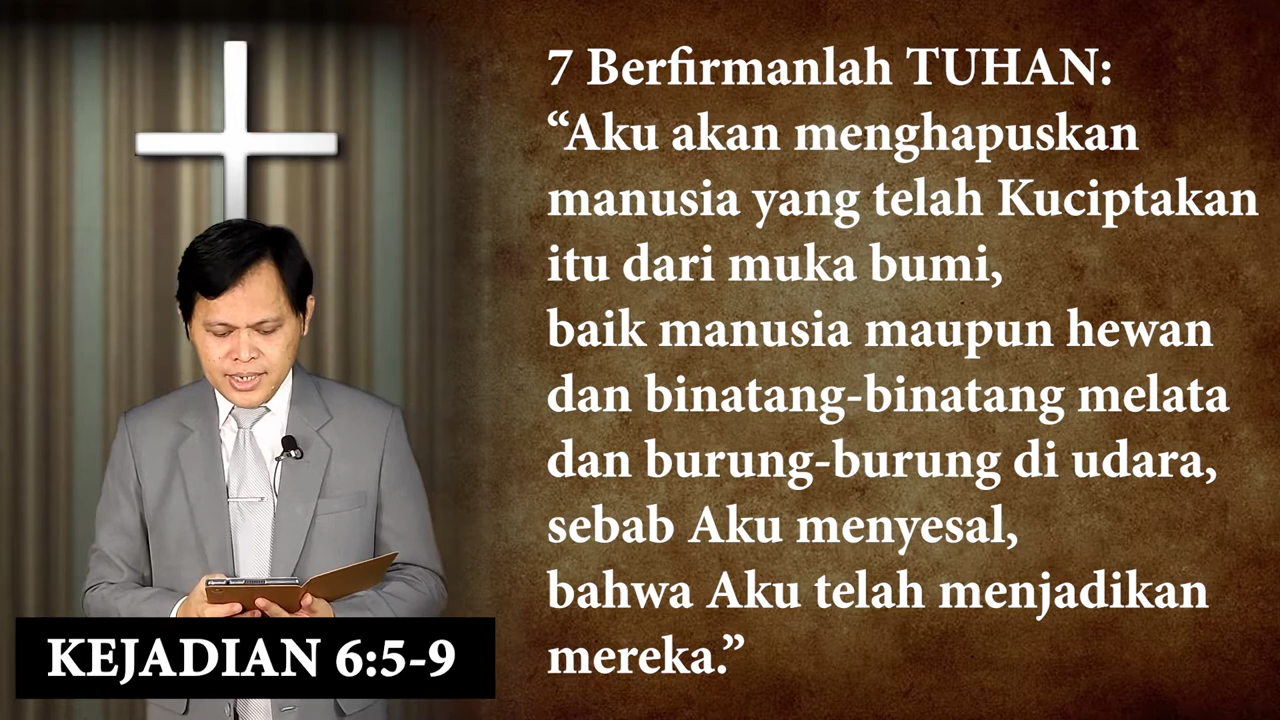 7 Berfirmanlah TUHAN:
“Aku akan menghapuskan
manusia yang telah Kuciptakan
itu dari muka bumi,
baik manusia maupun hewan
dan binatang-binatang melata
dan burung-burung di udara,
sebab Aku menyesal,
bahwa Aku telah menjadikan
mereka.”
KEJADIAN 6:5-9